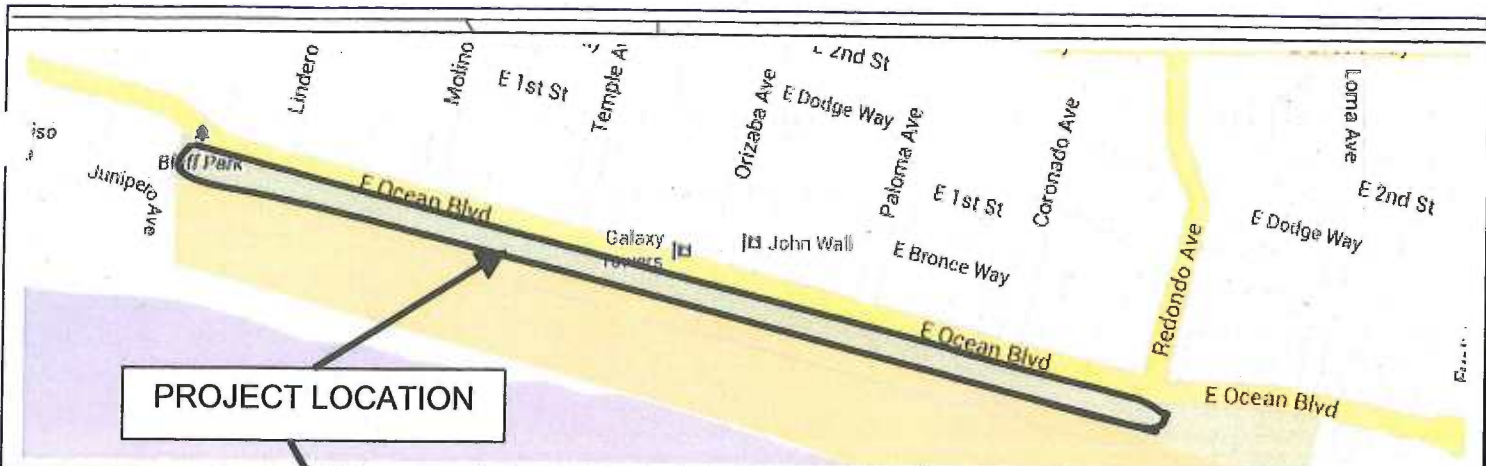 E 2nd St
Lindero
Molino
E 1st St
Temple
Orizaba Ave
E Dodge Way
Paloma Ave
Coronado Ave
Loma Ave
E 2nd St
iso
Bluff Park
Junipero Ave
E Ocean Blvd
E 1st St
E Dodge Way
Galaxy
Towers
John Wall
E Bronce Way
Redondo Ave
E Ocean Blvd
E Ocean Blvd
PROJECT LOCATION